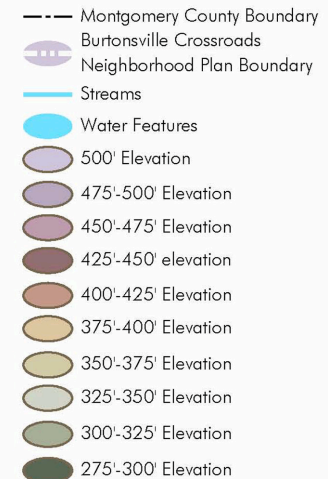 Montgomery County Boundary
Burtonsville Crossroads
Neighborhood Plan Boundary
Streams
Water Features
500' Elevation
475'-500' Elevation
450'-475' Elevation
425'-450' elevation
400'-425' Elevation
375'-400' Elevation
350'-375' Elevation
325'-350' Elevation
300'-325' Elevation
275'-300' Elevation